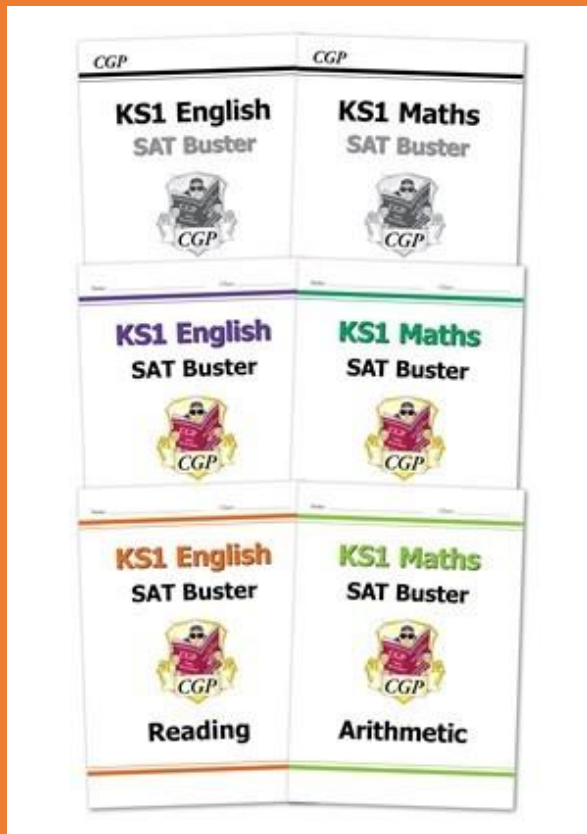 CGP
KS1 English
SAT Buster
CGP
CGP
KS1 Maths
SAT Buster
CGP
KS1 English
SAT Buster
CGP
KS1 Maths
SAT Buster
CGP
KS1 English
SAT Buster
CGP
Reading
KS1 Maths
SAT Buster
CGP
Arithmetic